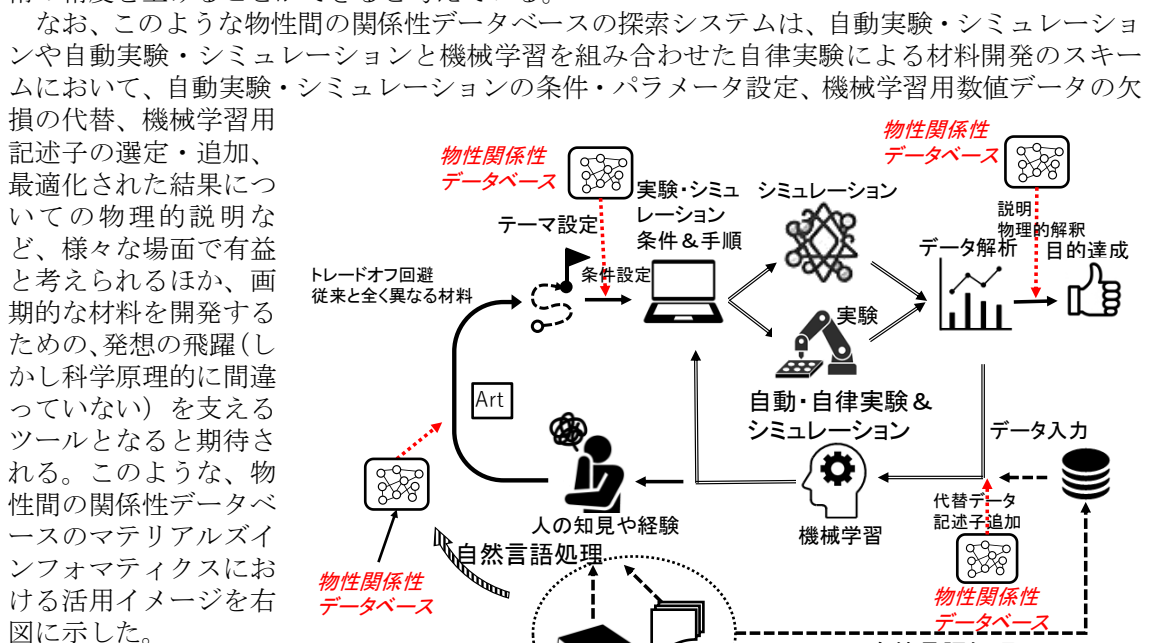 なお、このような物性間の関係性データベースの探索システムは、自動実験・シミュレーショ
ンや自動実験・シミュレーションと機械学習を組み合わせた自律実験による材料開発のスキー
ムにおいて、自動実験・シミュレーションの条件・パラメータ設定、機械学習用数値データの欠
損の代替、機械学習用
記述子の選定・追加、
最適化された結果につ
いての物理的説明な
ど、様々な場面で有益
と考えられるほか、画
期的な材料を開発する
ための、発想の飛躍(し
かし科学原理的に間違
っていない)を支える
ツールとなると期待さ
れる。このような、物
性間の関係性データベ
ースのマテリアルズイ
ンフォマティクスにお
ける活用イメージを右
図に示した。
物性関係性
データベース
物性関係性
データベース
テーマ設定
実験・シミュ
レーション
条件＆手順
シミュレーション
説明
物理的解釈
データ解析
目的達成
トレードオフ回避
従来と全く異なる材料
条件設定
実験
Art
自動・自律実験＆
シミュレーション
データ入力
人の知見や経験
機械学習
代替データ
記述子追加
自然言語処理
物性関係性
データベース
物性関係性
データベース